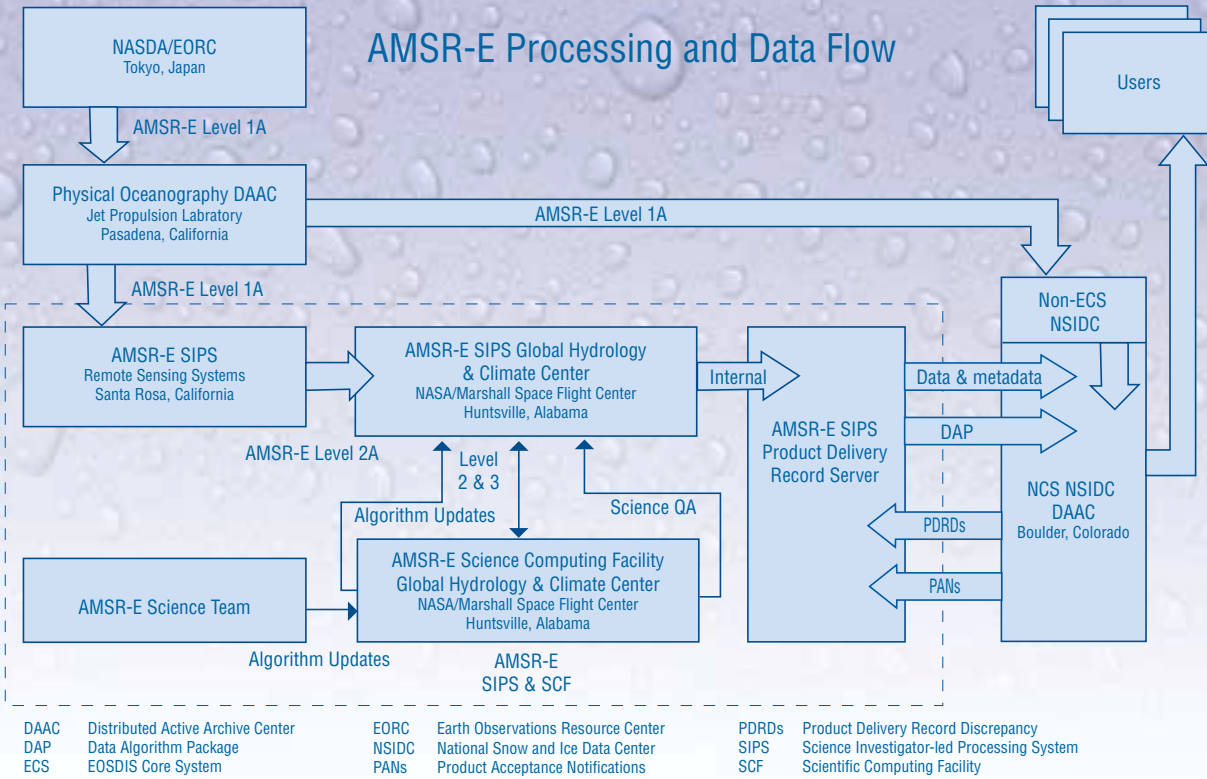 AMSR-E Processing and Data Flow
NASDA/EORC
Tokyo, Japan
Users
AMSR-E Level 1A
Physical Oceanography DAAC
Jet Propulsion Labratory
Pasadena, California
AMSR-E Level 1A
AMSR-E Level 1A
Non-ECS
NSIDC
AMSR-E SIPS
Remote Sensing Systems
Santa Rosa, California
AMSR-E SIPS Global Hydrology
& Climate Center
NASA/Marshall Space Flight Center
Huntsville, Alabama
Internal
Data & metadata
AMSR-E SIPS
Product Delivery
Record Server
DAP
AMSR-E Level 2A
Level
2 & 3
Algorithm Updates
Science QA
NCS NSIDC
DAAC
Boulder, Colorado
PDRDs
PANs
AMSR-E Science Team
AMSR-E Science Computing Facility
Global Hydrology & Climate Center
NASA/Marshall Space Flight Center
Huntsville, Alabama
Algorithm Updates
AMSR-E
SIPS & SCF
DAAC Distributed Active Archive Center
DAP Data Algorithm Package
ECS EOSDIS Core System
EORC Earth Observations Resource Center
NSIDC National Snow and Ice Data Center
PANs Product Acceptance Notifications
PDRDs Product Delivery Record Discrepancy
SIPS Science Investigator-led Processing System
SCF Scientific Computing Facility